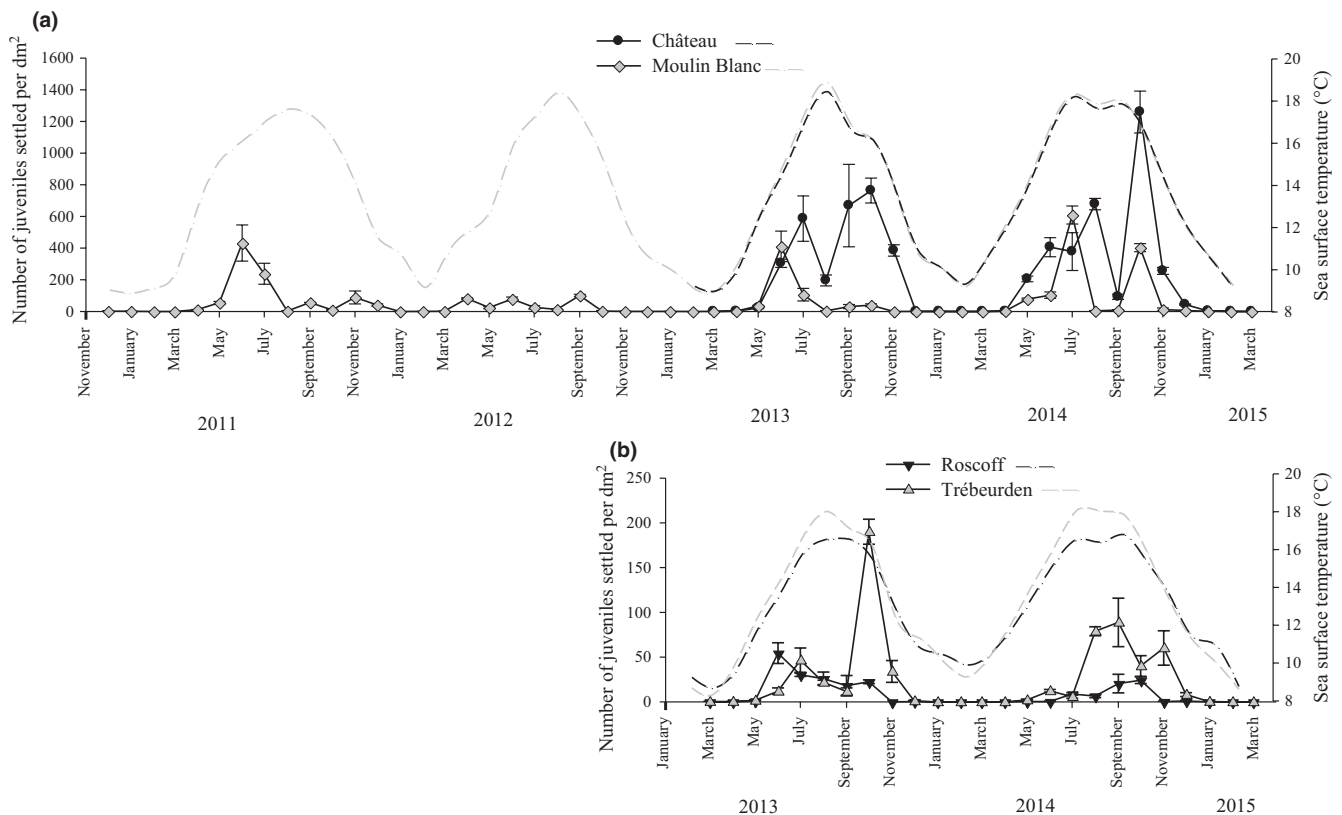 (a)
Château
Moulin Blanc
Number of juveniles settled per dm2
Sea surface temperature (°C)
1600
1400
1200
1000
800
600
400
200
0
20
18
16
14
12
10
8
November
January
March
May
July
September
November
January
March
May
July
September
November
January
March
May
July
September
November
January
March
May
July
September
November
January
March
2011
2012
2013
2014
2015
(b)
Roscoff
Trébeurden
Number of juveniles settled per dm2
Sea surface temperature (°C)
250
200
150
100
50
0
20
18
16
14
12
10
8
January
March
May
July
September
November
January
March
May
July
September
November
January
March
2013
2014
2015